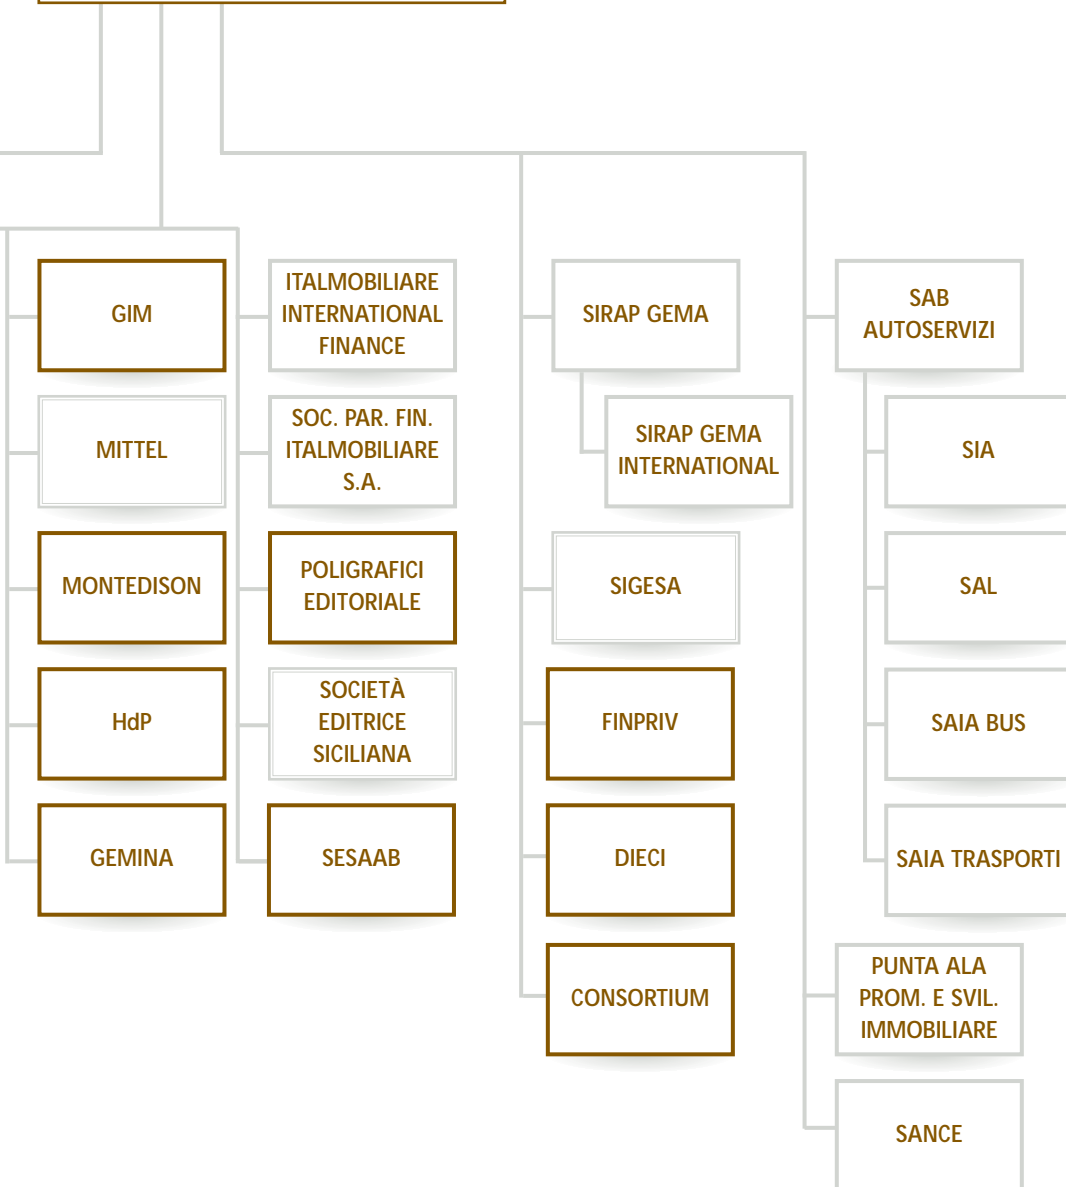 GIM
MITTEL
MONTEDISON
HdP
GEMINA
ITALMOBILIARE
INTERNATIONAL
FINANCE
SOC. PAR. FIN.
ITALMOBILIARE
S.A.
POLIGRAFICI
EDITORIALE
SOCIETÀ
EDITRICE
SICILIANA
SESAAB
SIRAP GEMA
SIRAP GEMA
INTERNATIONAL
SIGESA
FINPRIV
DIECI
CONSORTIUM
SAB
AUTOSERVIZI
SIA
SAL
SAIA BUS
SAIA TRASPORTI
PUNTA ALA
PROM. E SVIL.
IMMOBILIARE
SANCE